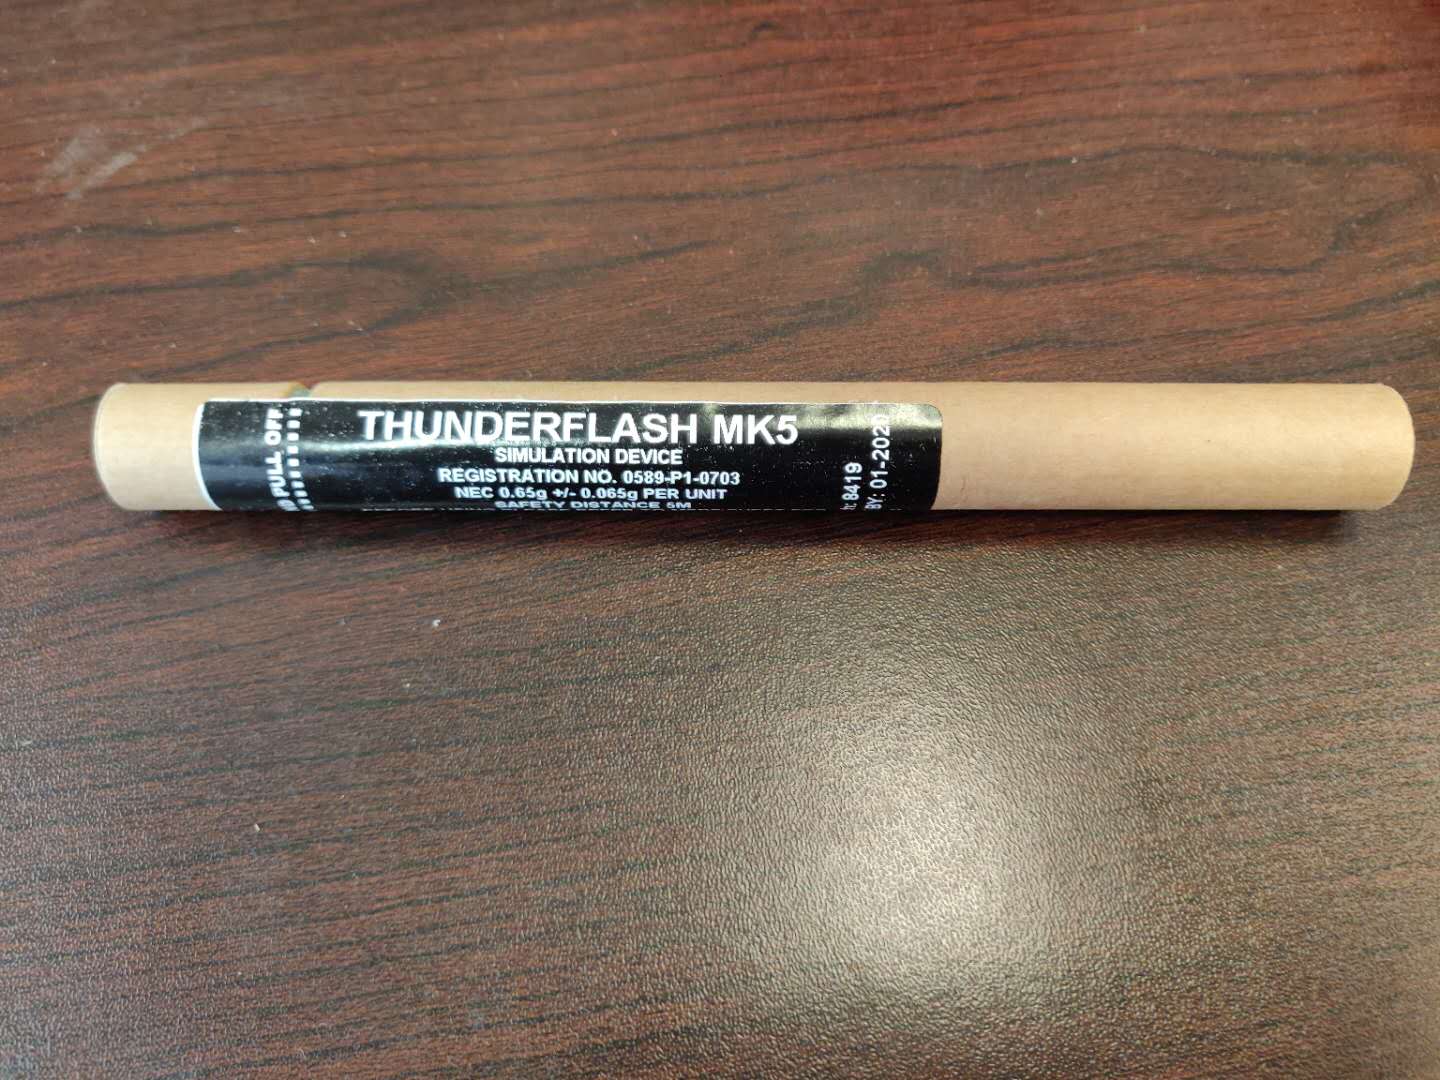 PULL OFF
THUNDERFLASH MK5
SIMULATION DEVICE
REGISTRATION NO. 0589-P1-0703
NEC 0.65g +/- 0.065g PER UNIT
SAFETY DISTANCE 5M
8419
BY: 01-2020